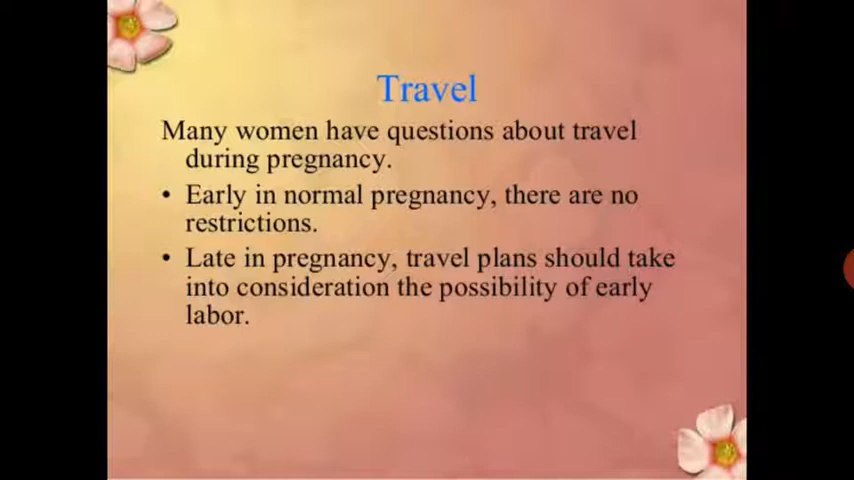 Travel
Many women have questions about travel
during pregnancy.
• Early in normal pregnancy, there are no
restrictions.
• Late in pregnancy, travel plans should take
into consideration the possibility of early
labor.